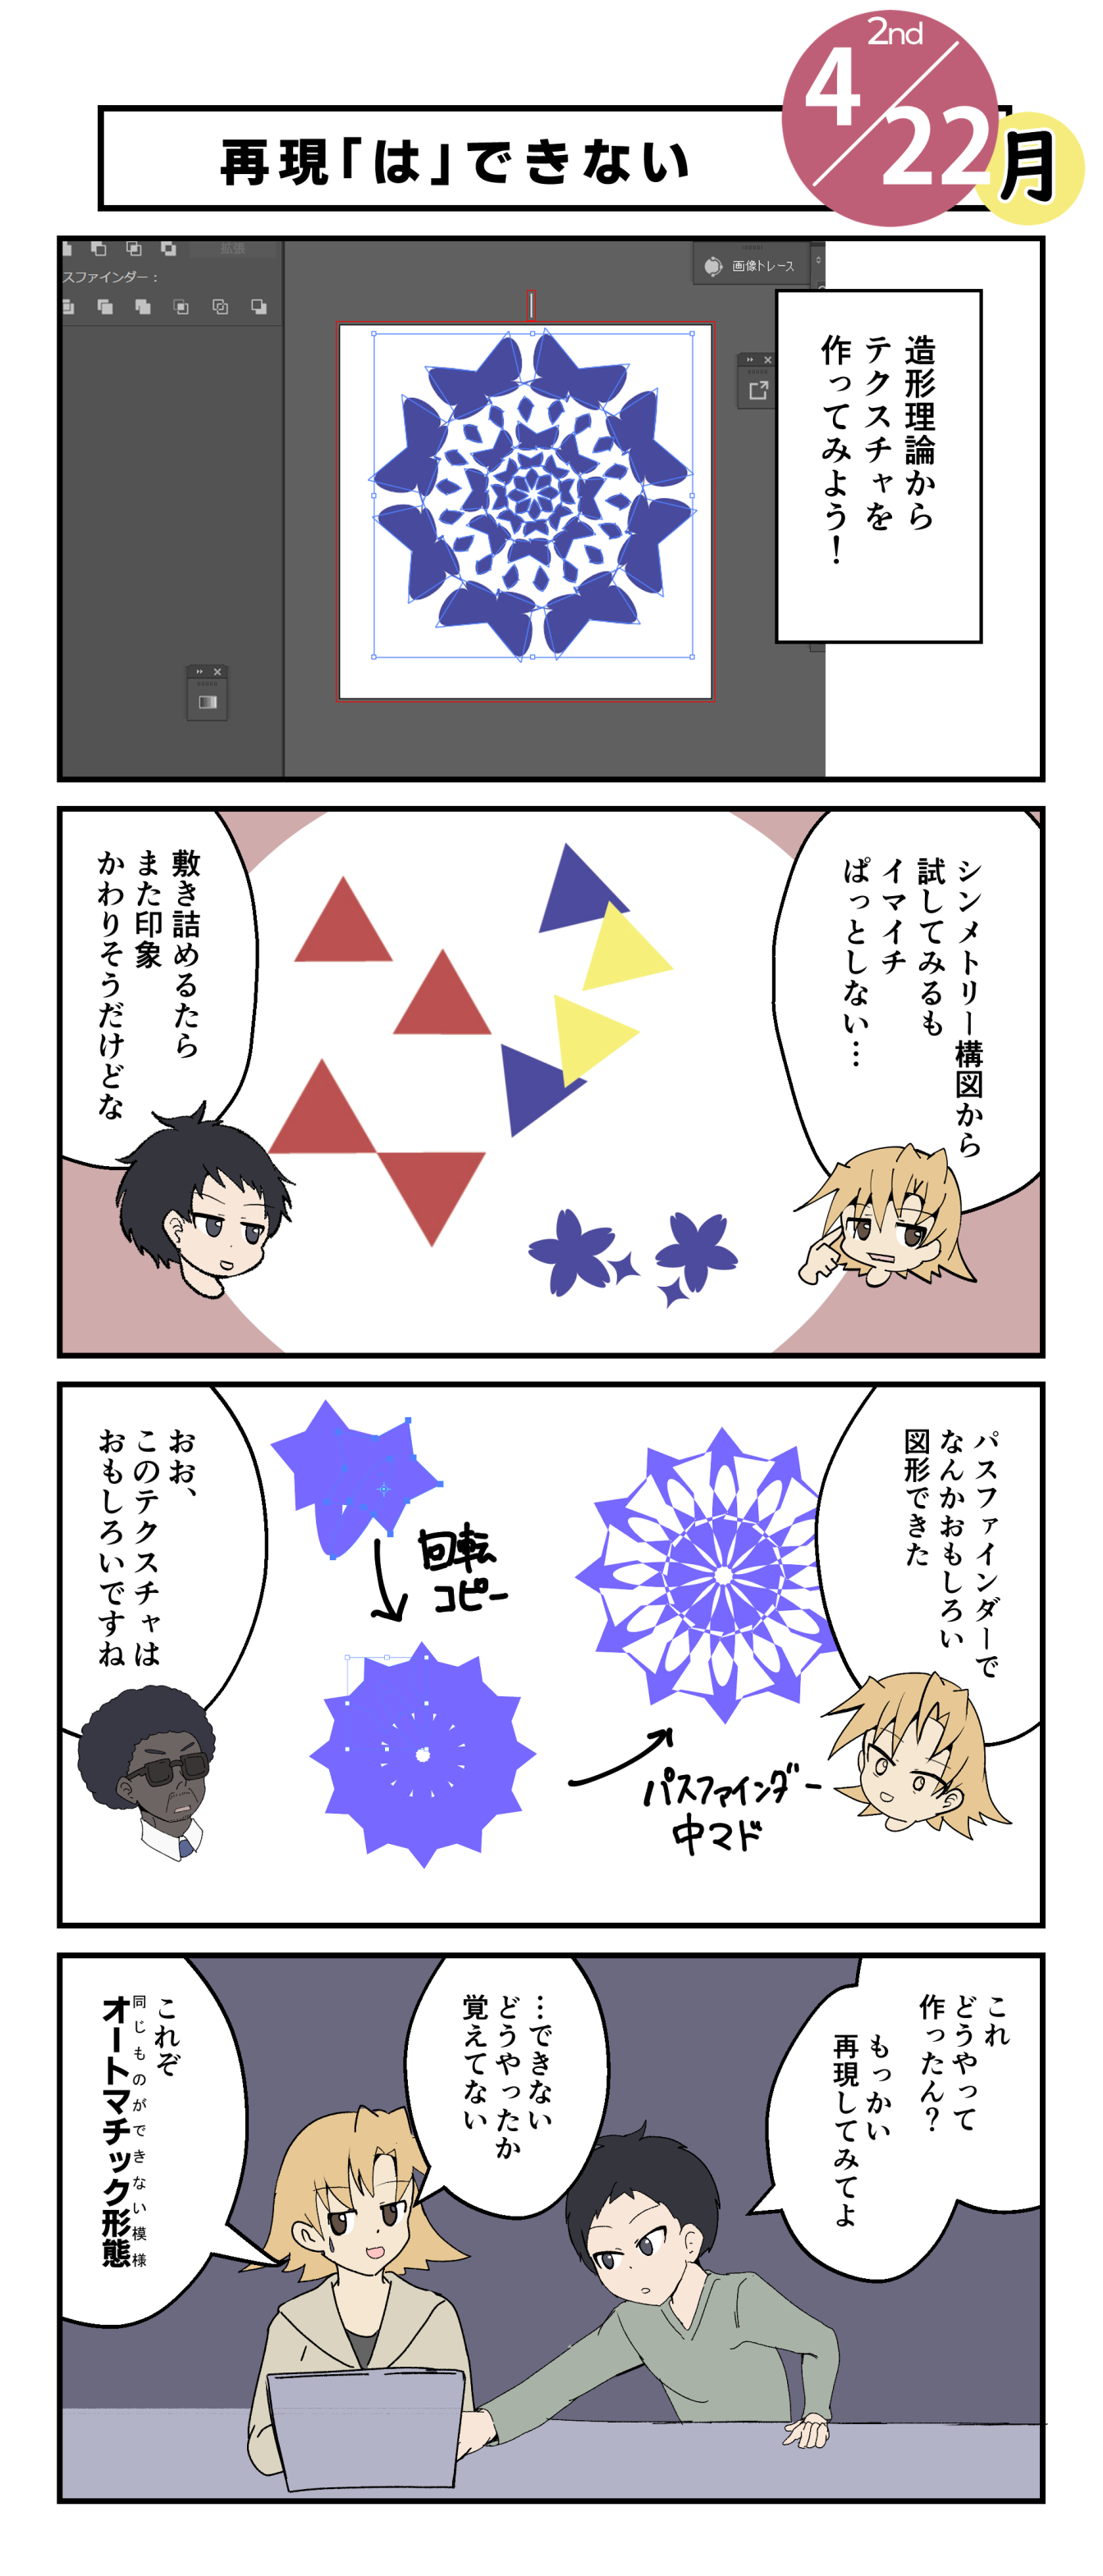 2nd
4/22
月
再現「は」できない
拡張
スファインダー：
画像トレース
造形理論から
テクスチャを
作ってみよう！
シンメトリー構図から
試してみるも
イマイチ
ぱっとしない…
敷き詰めるたら
また印象
かわりそうだけどな
パスファインダーで
なんかおもしろい
図形できた
回転
コピー
パスファインダー
中マド
おお、
このテクスチャは
おもしろいですね
これ
どうやって
作ったん？
もっかい
再現してみてよ
…できない
どうやったか
覚えてない
これぞ
同じものができない模様
オートマチック形態